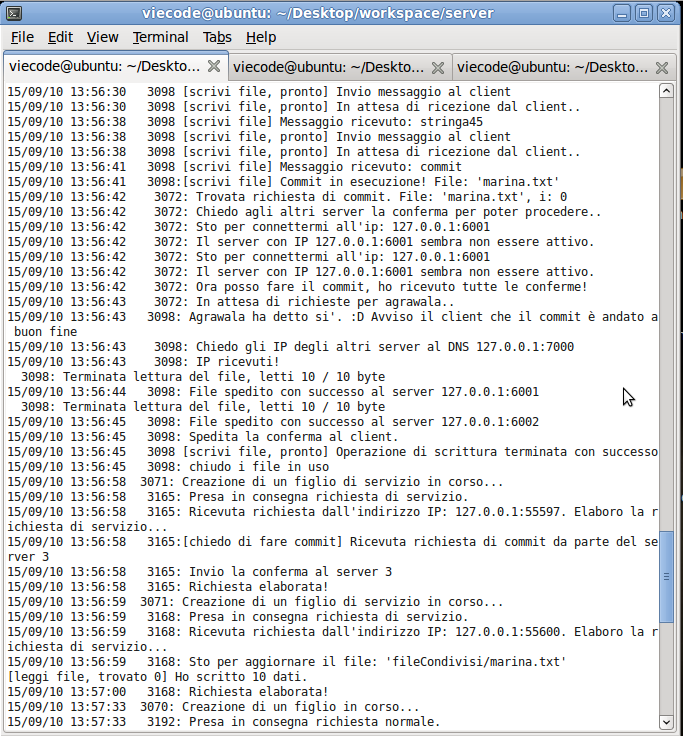 viecode@ubuntu: ~/Desktop/workspace/server
File Edit View Terminal Tabs Help
viecode@ubuntu: ~/Deskto... viecode@ubuntu: ~/Deskto... viecode@ubuntu: ~/Deskto...
15/09/10 13:56:30   3098 [scrivi file, pronto] Invio messaggio al client
15/09/10 13:56:30   3098 [scrivi file, pronto] In attesa di ricezione dal client..
15/09/10 13:56:38   3098 [scrivi file] Messaggio ricevuto: stringa45
15/09/10 13:56:38   3098 [scrivi file, pronto] Invio messaggio al client
15/09/10 13:56:38   3098 [scrivi file, pronto] In attesa di ricezione dal client..
15/09/10 13:56:41   3098 [scrivi file] Messaggio ricevuto: commit
15/09/10 13:56:41   3098:[scrivi file] Commit in esecuzione! File: 'marina.txt'
15/09/10 13:56:42    3072: Trovata richiesta di commit. File: 'marina.txt', i: 0
15/09/10 13:56:42    3072: Chiedo agli altri server la conferma per poter procedere..
15/09/10 13:56:42    3072: Sto per connettermi all'ip: 127.0.0.1:6001
15/09/10 13:56:42    3072: Il server con IP 127.0.0.1:6001 sembra non essere attivo.
15/09/10 13:56:42    3072: Sto per connettermi all'ip: 127.0.0.1:6001
15/09/10 13:56:42    3072: Il server con IP 127.0.0.1:6001 sembra non essere attivo.
15/09/10 13:56:42    3072: Ora posso fare il commit, ho ricevuto tutte le conferme!
15/09/10 13:56:43    3072: In attesa di richieste per agrawala..
15/09/10 13:56:43   3098: Agrawala ha detto si'. :D Avviso il client che il commit è andato a
 buon fine
15/09/10 13:56:43    3098: Chiedo gli IP degli altri server al DNS 127.0.0.1:7000
15/09/10 13:56:43    3098: IP ricevuti!
  3098: Terminata lettura del file, letti 10 / 10 byte
15/09/10 13:56:44   3098: File spedito con successo al server 127.0.0.1:6001
  3098: Terminata lettura del file, letti 10 / 10 byte
15/09/10 13:56:45   3098: File spedito con successo al server 127.0.0.1:6002
15/09/10 13:56:45   3098: Spedita la conferma al client.
15/09/10 13:56:45   3098 [scrivi file, pronto] Operazione di scrittura terminata con successo
15/09/10 13:56:45   3098: chiudo i file in uso
15/09/10 13:56:58  3071: Creazione di un figlio di servizio in corso...
15/09/10 13:56:58   3165: Presa in consegna richiesta di servizio.
15/09/10 13:56:58   3165: Ricevuta richiesta dall'indirizzo IP: 127.0.0.1:55597. Elaboro la r
ichiesta di servizio...
15/09/10 13:56:58   3165:[chiedo di fare commit] Ricevuta richiesta di commit da parte del se
rver 3
15/09/10 13:56:58   3165: Invio la conferma al server 3
15/09/10 13:56:58   3165: Richiesta elaborata!
15/09/10 13:56:59  3071: Creazione di un figlio di servizio in corso...
15/09/10 13:56:59   3168: Presa in consegna richiesta di servizio.
15/09/10 13:56:59   3168: Ricevuta richiesta dall'indirizzo IP: 127.0.0.1:55600. Elaboro la r
ichiesta di servizio...
15/09/10 13:56:59   3168: Sto per aggiornare il file: 'fileCondivisi/marina.txt'
[leggi file, trovato 0] Ho scritto 10 dati.
15/09/10 13:57:00   3168: Richiesta elaborata!
15/09/10 13:57:33  3070: Creazione di un figlio in corso...
15/09/10 13:57:33   3192: Presa in consegna richiesta normale.